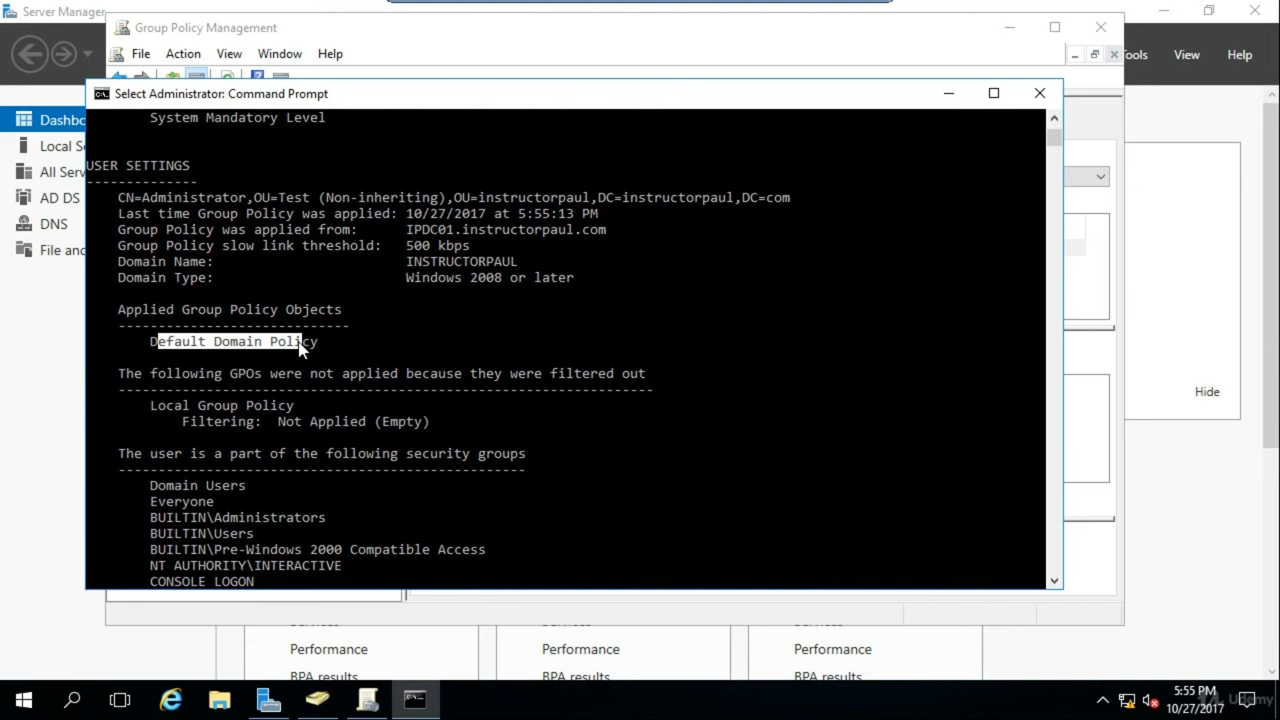 Server Manager
Group Policy Management
File Action View Window Help
Tools View Help
Select Administrator: Command Prompt
Dashbo
Local S
All Serv
AD DS
DNS
File and
System Mandatory Level
USER SETTINGS
--------------
CN=Administrator,OU=Test (Non-inheriting),OU=instructorpaul,DC=instructorpaul,DC=com
Last time Group Policy was applied: 10/27/2017 at 5:55:13 PM
Group Policy was applied from: IPDC01.instructorpaul.com
Group Policy slow link threshold: 500 kbps
Domain Name: INSTRUCTORPAUL
Domain Type: Windows 2008 or later
Applied Group Policy Objects
-----------------------------
Default Domain Policy
The following GPOs were not applied because they were filtered out
-------------------------------------------------------------------
Local Group Policy
Filtering: Not Applied (Empty)
The user is a part of the following security groups
---------------------------------------------------
Domain Users
Everyone
BUILTIN\Administrators
BUILTIN\Users
BUILTIN\Pre-Windows 2000 Compatible Access
NT AUTHORITY\INTERACTIVE
CONSOLE LOGON
Hide
Performance Performance Performance
BPA results BPA results BPA results
5:55 PM
10/27/2017
Udemy